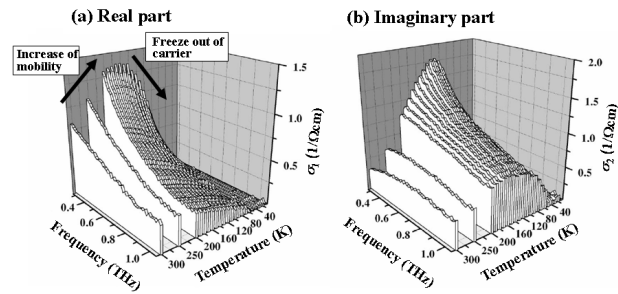 (a) Real part
Increase of
mobility
Freeze out of
carrier
1.5
1.0
0.5
σ1 (1/Ωcm)
0.4
0.6
0.8
1.0
Frequency (THz)
300
250
200
160
120
80
40
Temperature (K)
(b) Imaginary part
2.0
1.5
1.0
0.5
σ2 (1/Ωcm)
0.4
0.6
0.8
1.0
Frequency (THz)
300
250
200
160
120
80
40
Temperature (K)